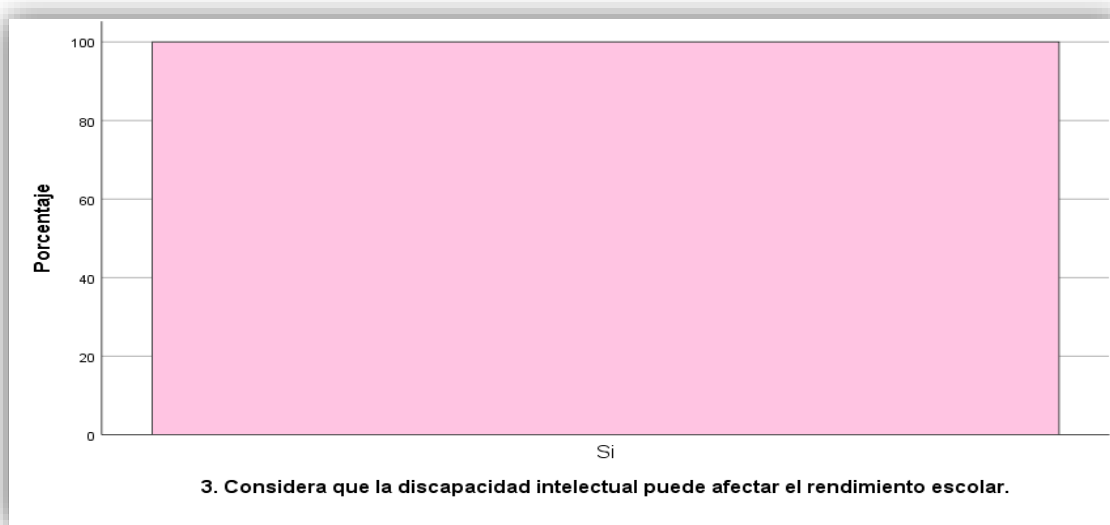 100
80
60
40
20
0
Porcentaje
Si
3. Considera que la discapacidad intelectual puede afectar el rendimiento escolar.